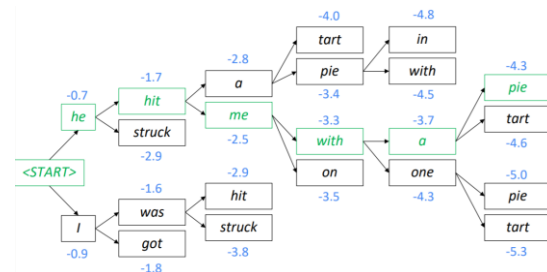 -4.0 -4.8
tart in
-2.8
-1.7 a pie with -4.3
-0.7 hit -3.4 -4.5 pie
he me -3.3 -3.7
struck -2.5 with a tart
<START> -2.9 -2.9 on one -4.6
-1.6 hit -3.5 -4.3 -5.0
I was struck pie
-0.9 got -3.8 tart
-1.8 -5.3